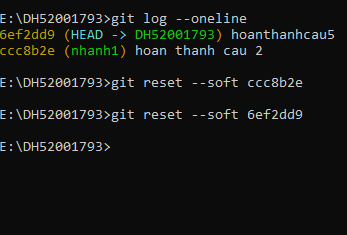 E:\DH52001793>git log --oneline
6ef2dd9 (HEAD -> DH52001793) hoanthanhcau5
ccc8b2e (nhanh1) hoan thanh cau 2
E:\DH52001793>git reset --soft ccc8b2e
E:\DH52001793>git reset --soft 6ef2dd9
E:\DH52001793>